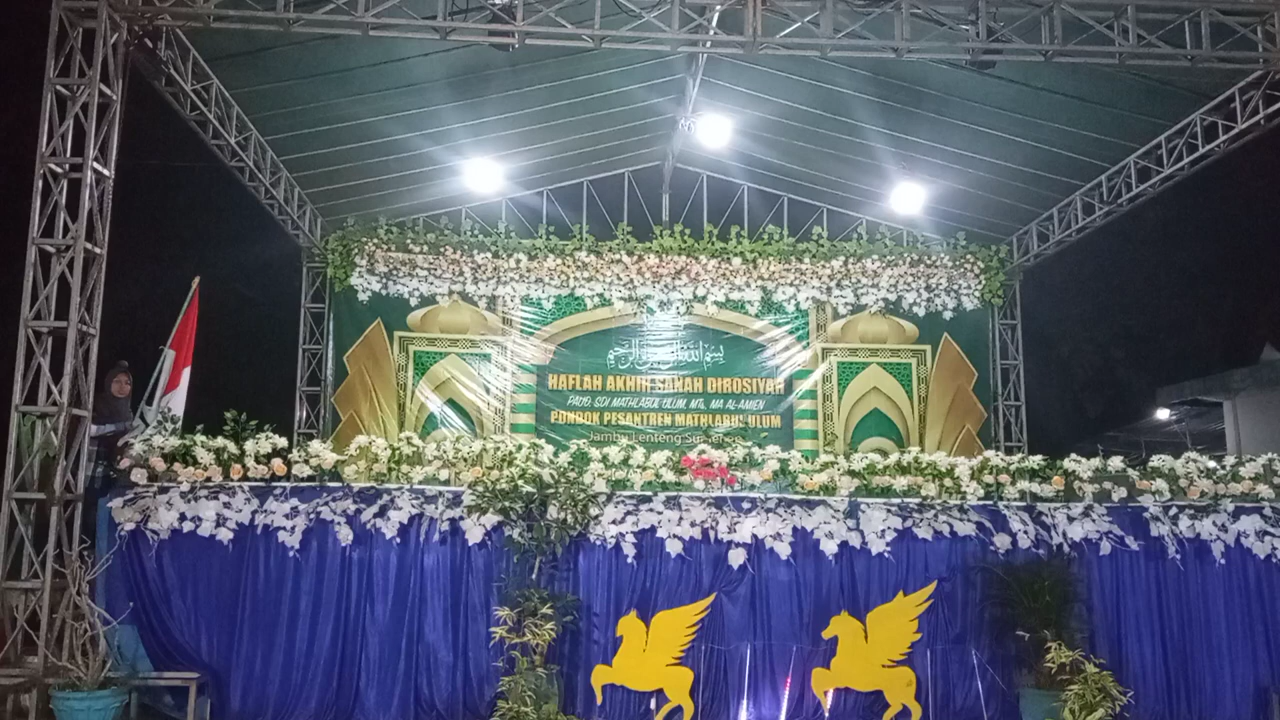 بسم الله الرحمن الرحيم
HAFLAH AKHIR SANAH DIROSIYAH
PAUD, SDI MATHLABUL ULUM, MTs, MA AL-AMIEN
PONDOK PESANTREN MATHLABUL ULUM
Jambu Lenteng Sumenep